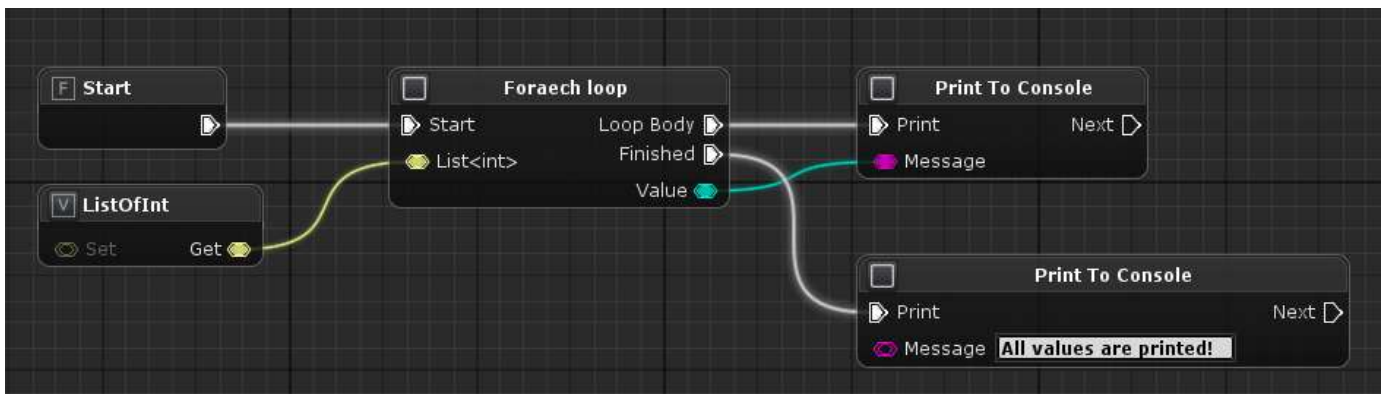 F Start
V ListOfInt
Set Get
Foraech loop
Start Loop Body
List<int> Finished
Value
Print To Console
Print Next
Message
Print To Console
Print Next
Message All values are printed!